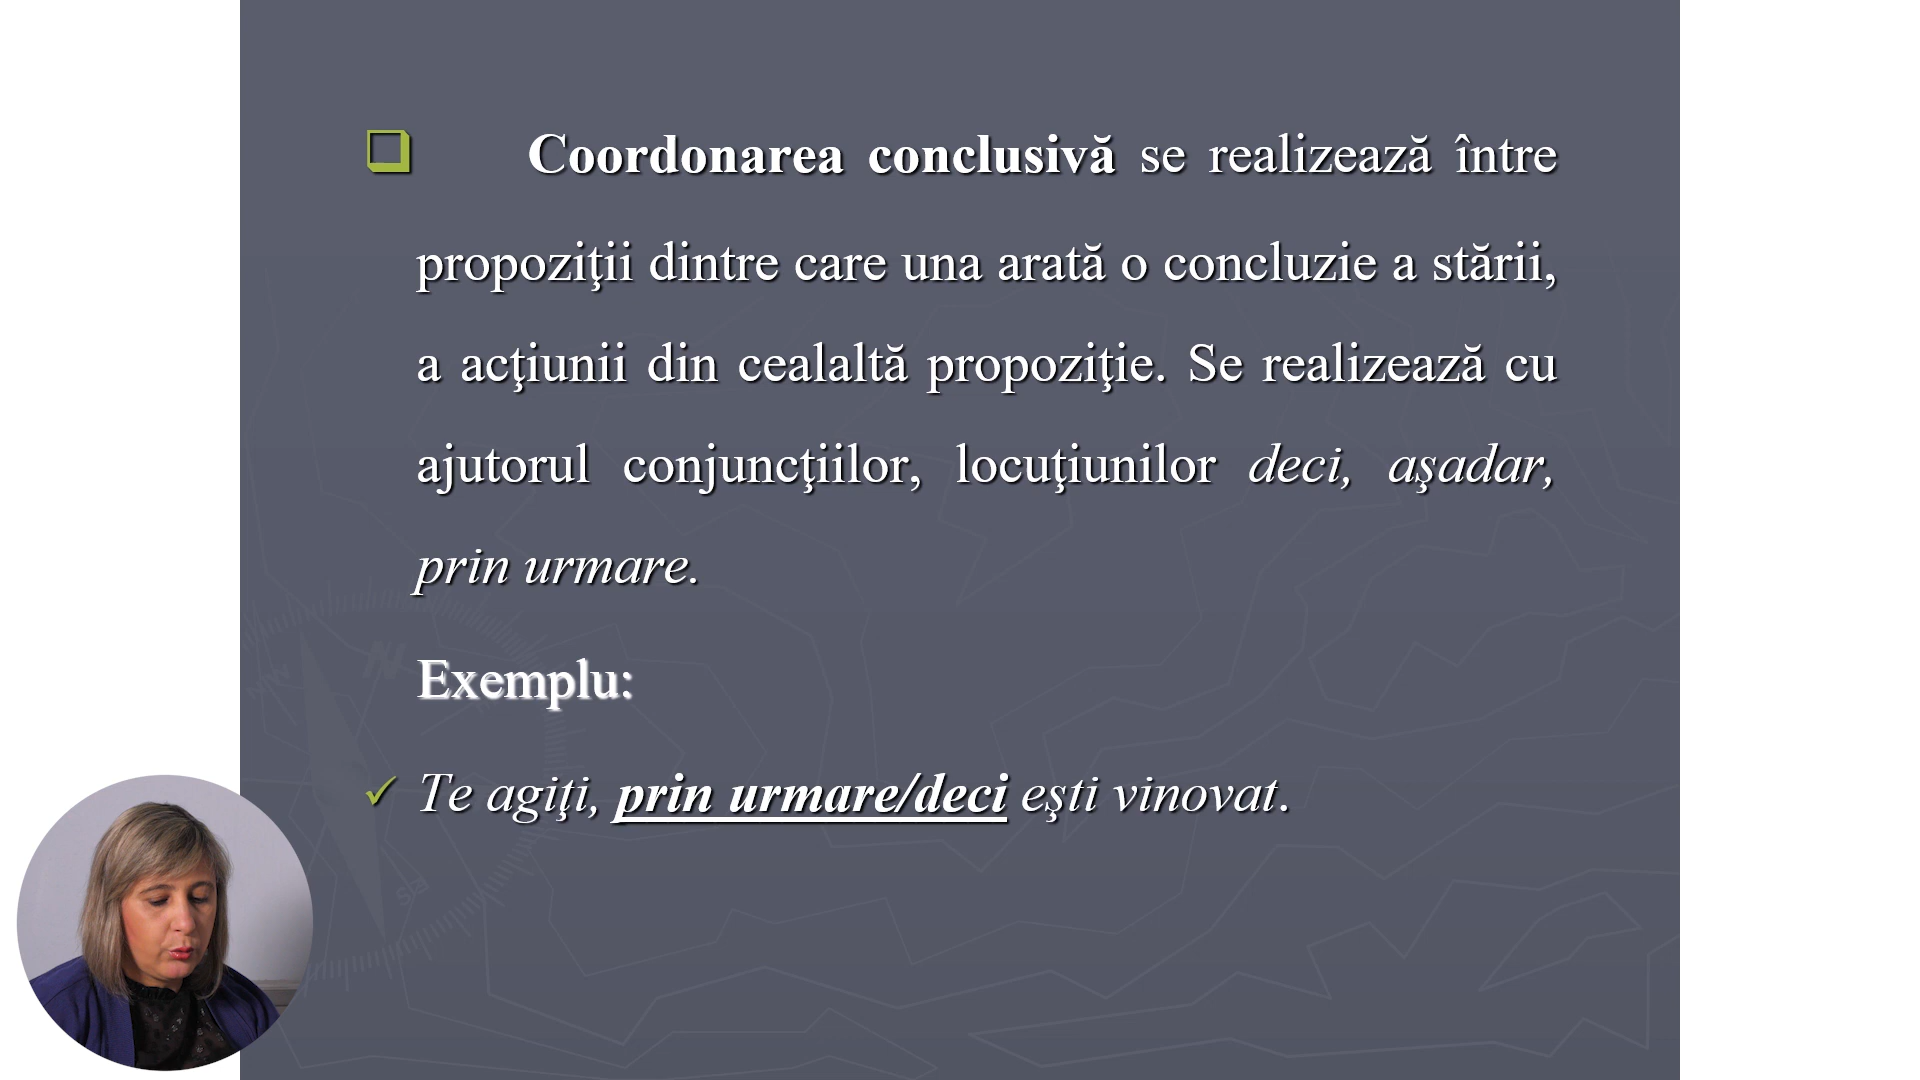 Coordonarea conclusivă se realizează între
propoziţii dintre care una arată o concluzie a stării,
a acţiunii din cealaltă propoziţie. Se realizează cu
ajutorul conjuncţiilor, locuţiunilor deci, aşadar,
prin urmare.
Exemplu:
Te agiţi, prin urmare/deci eşti vinovat.